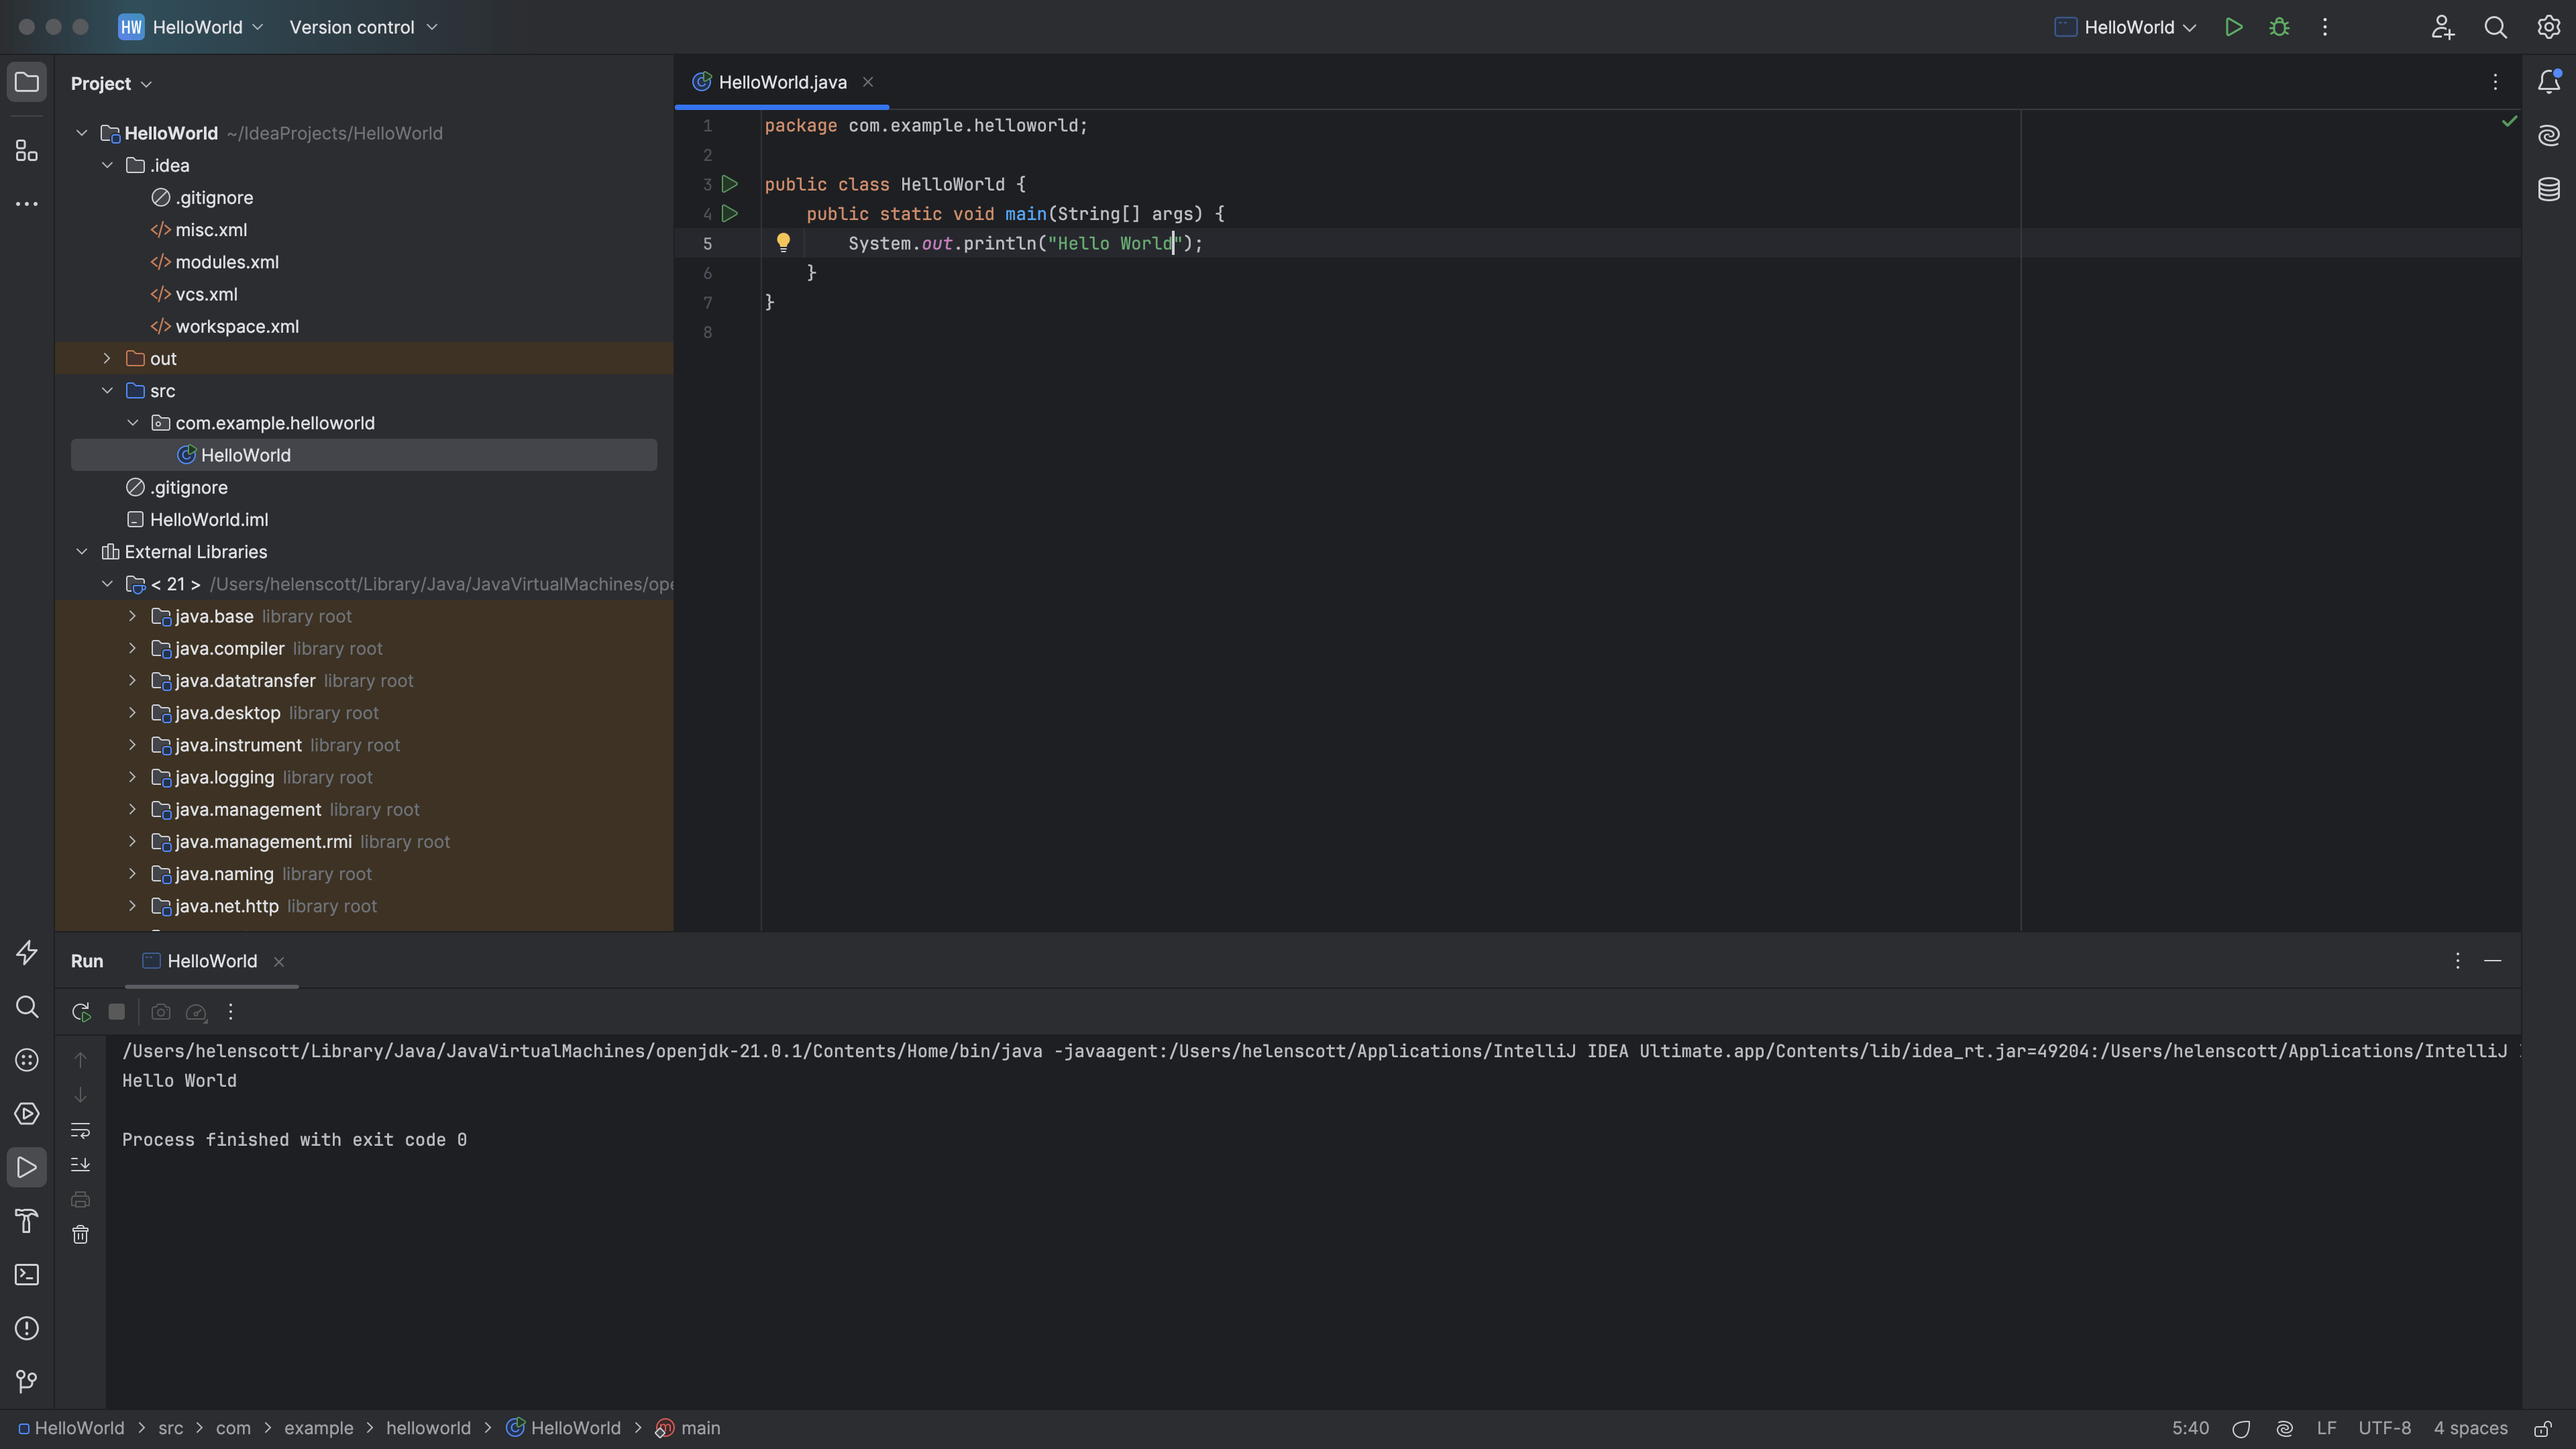 HW HelloWorld Version control HelloWorld
Project
HelloWorld ~/IdeaProjects/HelloWorld
.idea
.gitignore
misc.xml
modules.xml
vcs.xml
workspace.xml
out
src
com.example.helloworld
HelloWorld
.gitignore
HelloWorld.iml
External Libraries
< 21 > /Users/helenscott/Library/Java/JavaVirtualMachines/ope
java.base library root
java.compiler library root
java.datatransfer library root
java.desktop library root
java.instrument library root
java.logging library root
java.management library root
java.management.rmi library root
java.naming library root
java.net.http library root
HelloWorld.java
1 package com.example.helloworld;
2
3 public class HelloWorld {
4 public static void main(String[] args) {
5 System.out.println("Hello World");
6 }
7 }
8
Run HelloWorld
/Users/helenscott/Library/Java/JavaVirtualMachines/openjdk-21.0.1/Contents/Home/bin/java -javaagent:/Users/helenscott/Applications/IntelliJ IDEA Ultimate.app/Contents/lib/idea_rt.jar=49204:/Users/helenscott/Applications/IntelliJ
Hello World
Process finished with exit code 0
HelloWorld > src > com > example > helloworld > HelloWorld > main 5:40 LF UTF-8 4 spaces